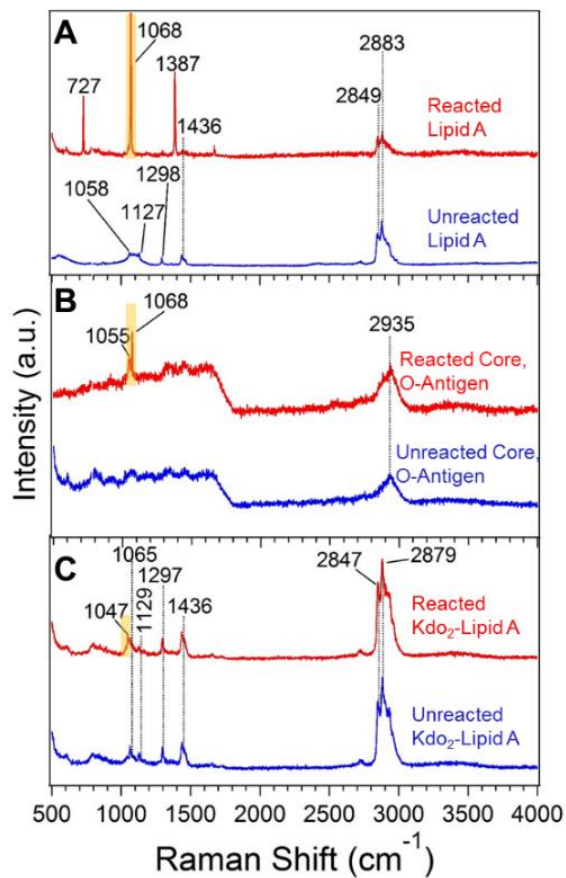 A
1068
2883
1387
727
2849
1436
Reacted
Lipid A
1298
1058
1127
Unreacted
Lipid A
B
1068
2935
1055
Reacted Core,
O-Antigen
Unreacted Core,
O-Antigen
C
1065
1297
2847
2879
1047
1129
1436
Reacted
Kdo₂-Lipid A
Unreacted
Kdo₂-Lipid A
500 1000 1500 2000 2500 3000 3500 4000
Raman Shift (cm⁻¹)
Intensity (a.u.)